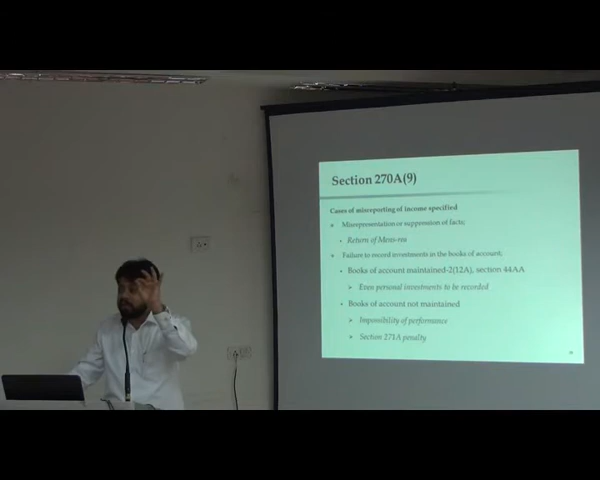 Section 270A(9)
Cases of misreporting of income specified
Misrepresentation or suppression of facts;
Return of Mens-rea
Failure to record investments in the books of account;
Books of account maintained-2(12A), section 44AA
Even personal investments to be recorded
Books of account not maintained
Impossibility of performance
Section 271A penalty